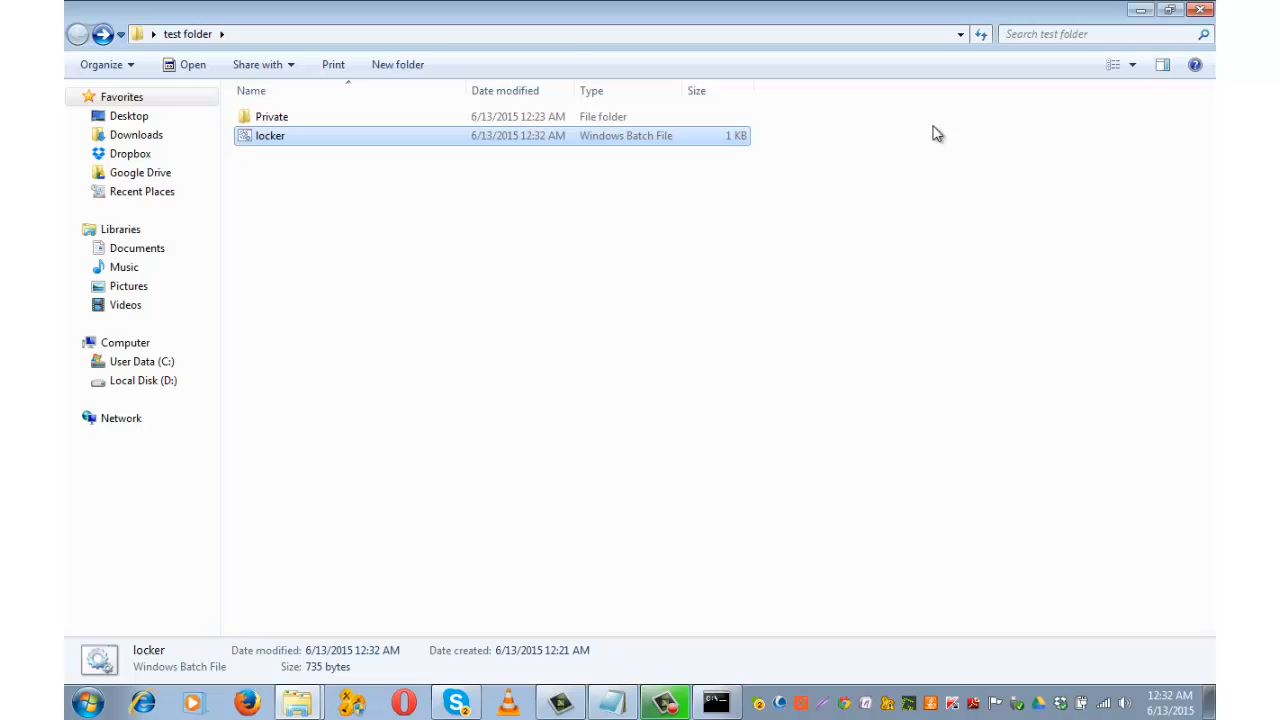 test folder
Search test folder
Organize Open Share with Print New folder
Name Date modified Type Size
Favorites
Desktop
Downloads
Dropbox
Google Drive
Recent Places
Libraries
Documents
Music
Pictures
Videos
Computer
User Data (C:)
Local Disk (D:)
Network
Private 6/13/2015 12:23 AM File folder
locker 6/13/2015 12:32 AM Windows Batch File 1 KB
locker Date modified: 6/13/2015 12:32 AM Date created: 6/13/2015 12:21 AM
Windows Batch File Size: 735 bytes
12:32 AM
6/13/2015